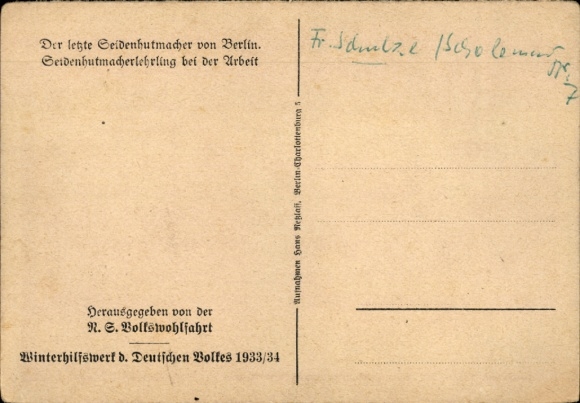 Der letzte Seidenhutmacher von Berlin.
Seidenhutmacherlehrling bei der Arbeit
Herausgegeben von der
N. S. Volkswohlfahrt
Winterhilfswerk d. Deutschen Volkes 1933/34
Aufnahmen Hans Retzlaff, Berlin-Charlottenburg 5
Fr. Schulze
7